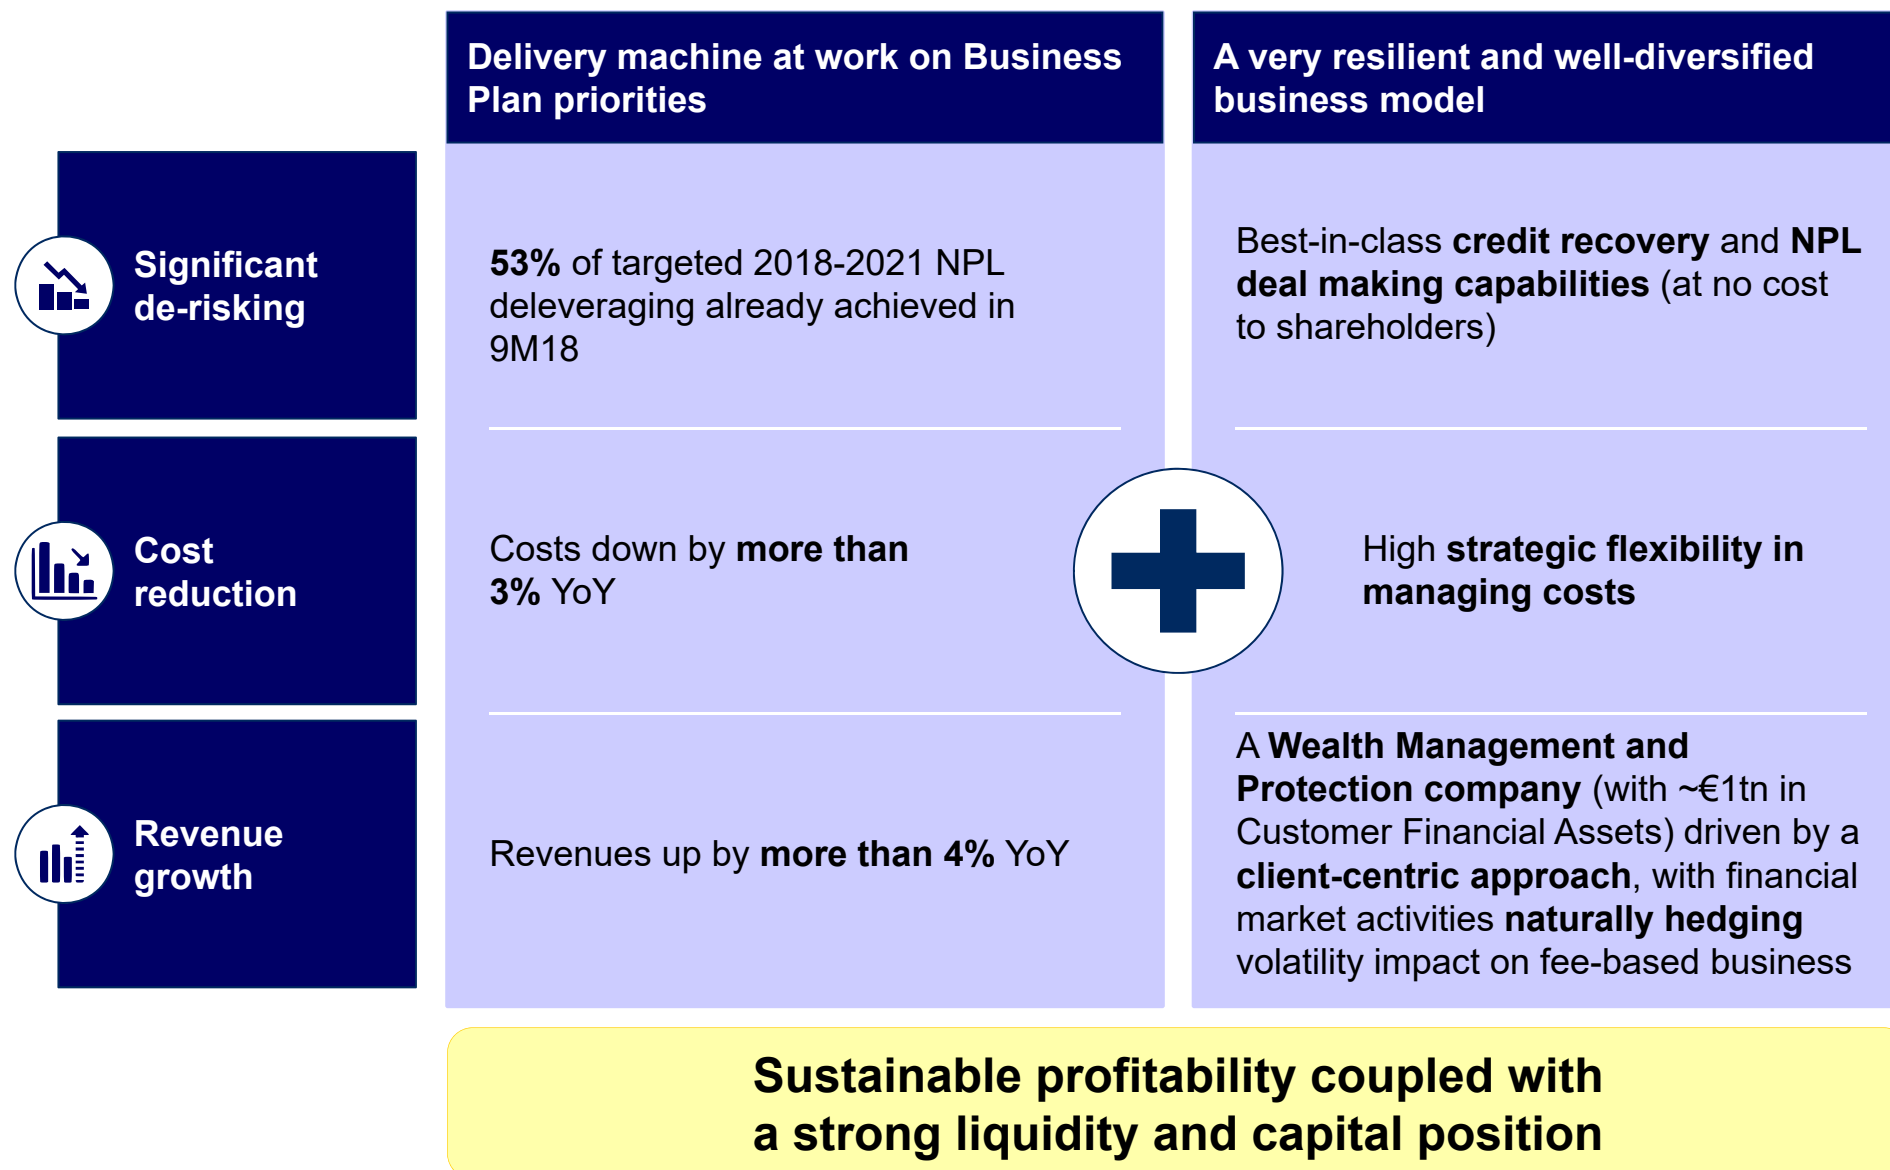 Delivery machine at work on Business
Plan priorities
A very resilient and well-diversified
business model
Significant
de-risking
53% of targeted 2018-2021 NPL
deleveraging already achieved in
9M18
Best-in-class credit recovery and NPL
deal making capabilities (at no cost
to shareholders)
Cost
reduction
Costs down by more than
3% YoY
High strategic flexibility in
managing costs
Revenue
growth
Revenues up by more than 4% YoY
A Wealth Management and
Protection company (with ~€1tn in
Customer Financial Assets) driven by a
client-centric approach, with financial
market activities naturally hedging
volatility impact on fee-based business
Sustainable profitability coupled with
a strong liquidity and capital position